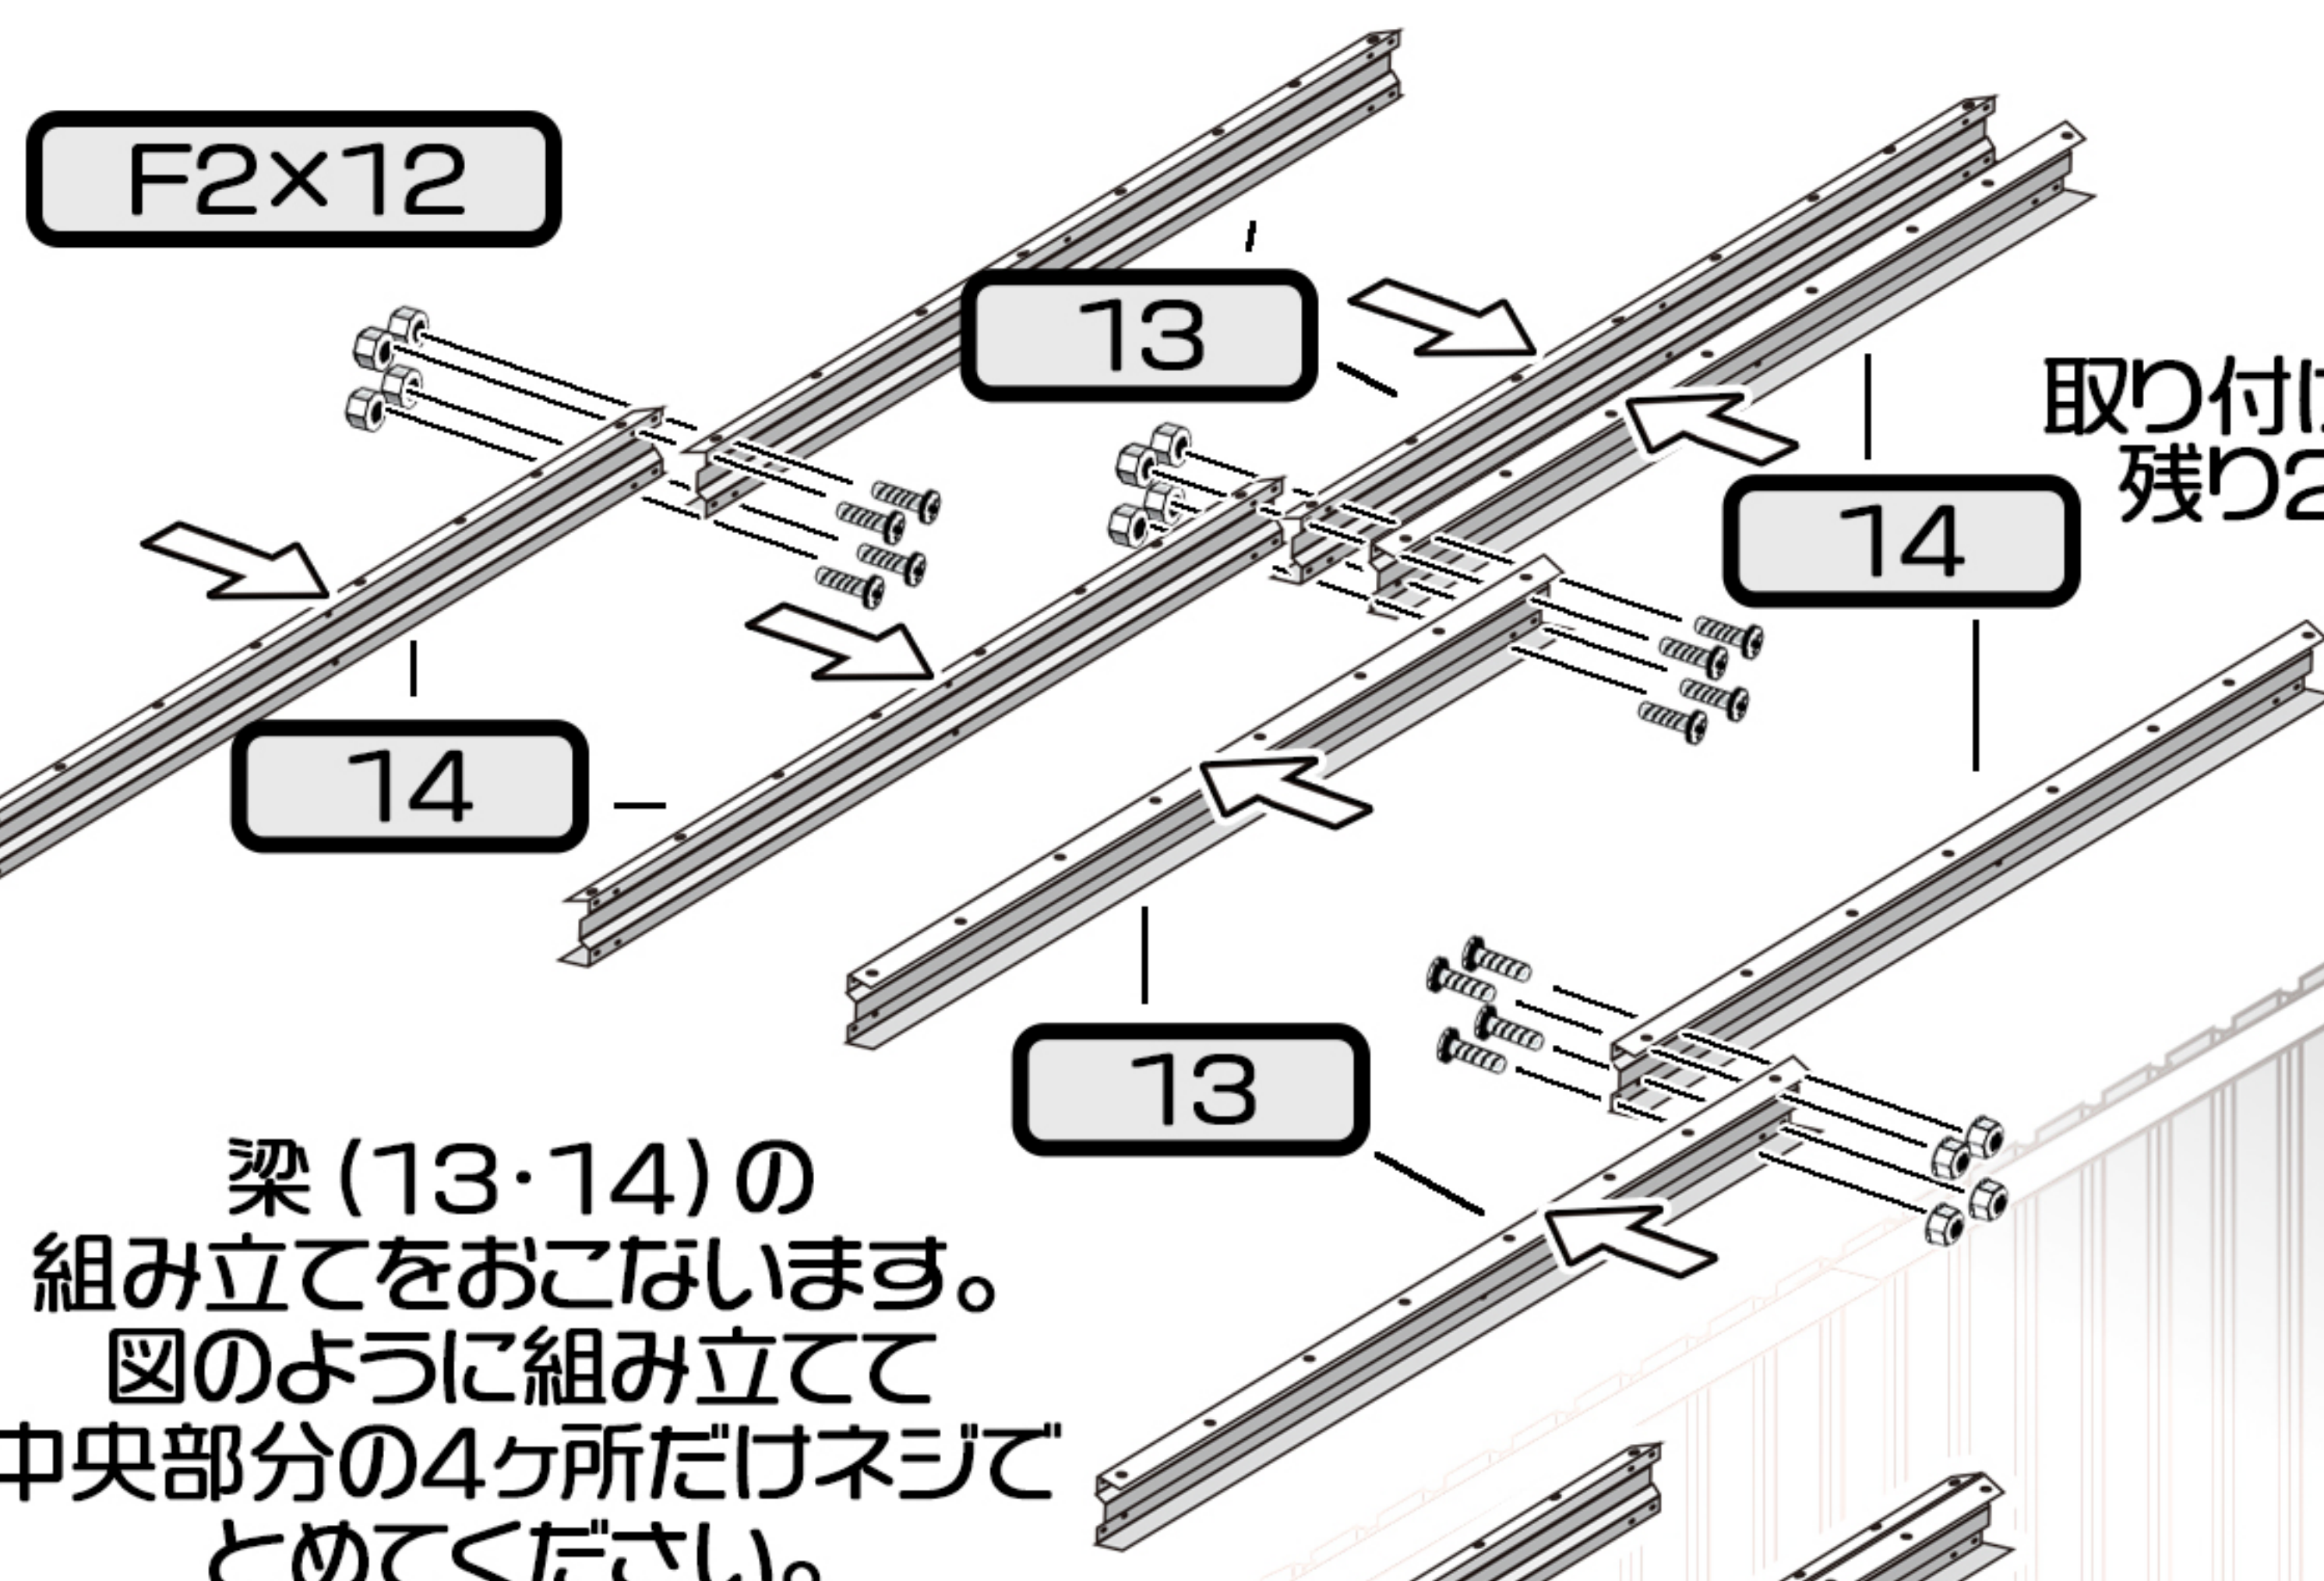 F2×12
13
14
14
13
取り付け
残り2
梁(13・14)の
組み立てをおこないます。
図のように組み立てて
中央部分の4ヶ所だけネジで
とめてください。